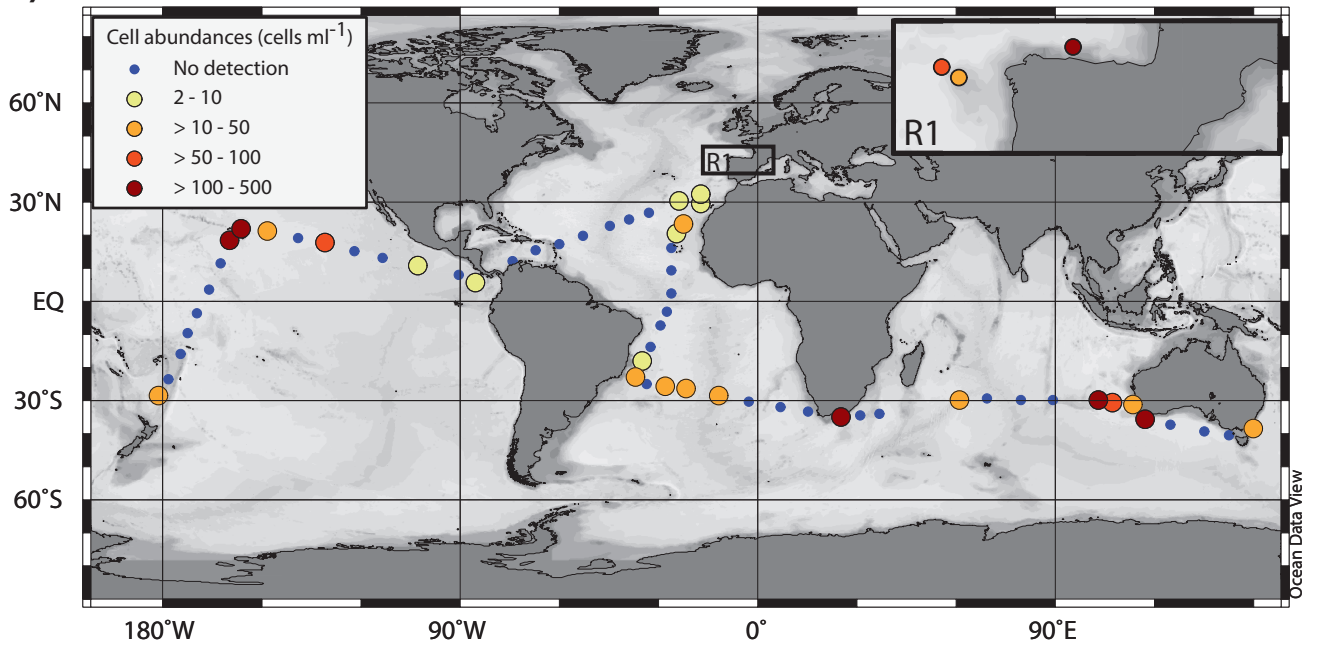 Cell abundances (cells ml⁻¹)
No detection
2 - 10
> 10 - 50
> 50 - 100
> 100 - 500
R1
R1
60°N
30°N
EQ
30°S
60°S
180°W
90°W
0°
90°E
Ocean Data View